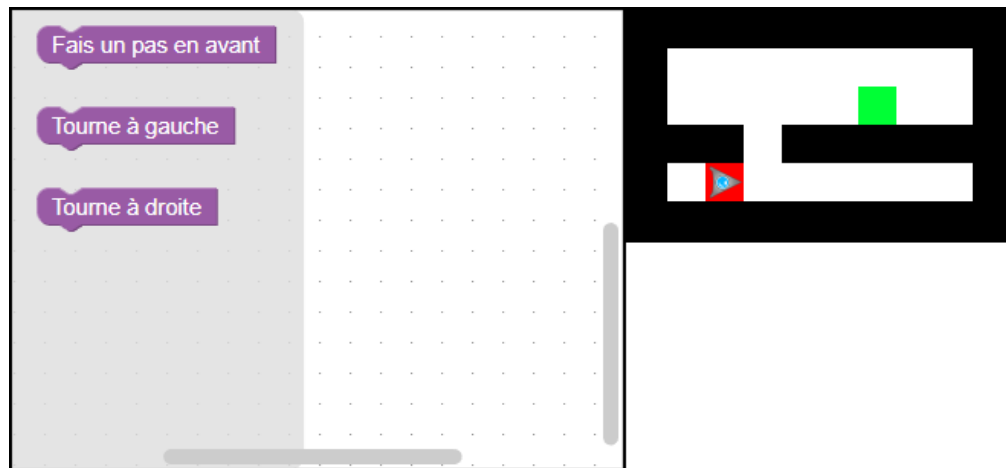 Fais un pas en avant
Tourne à gauche
Tourne à droite